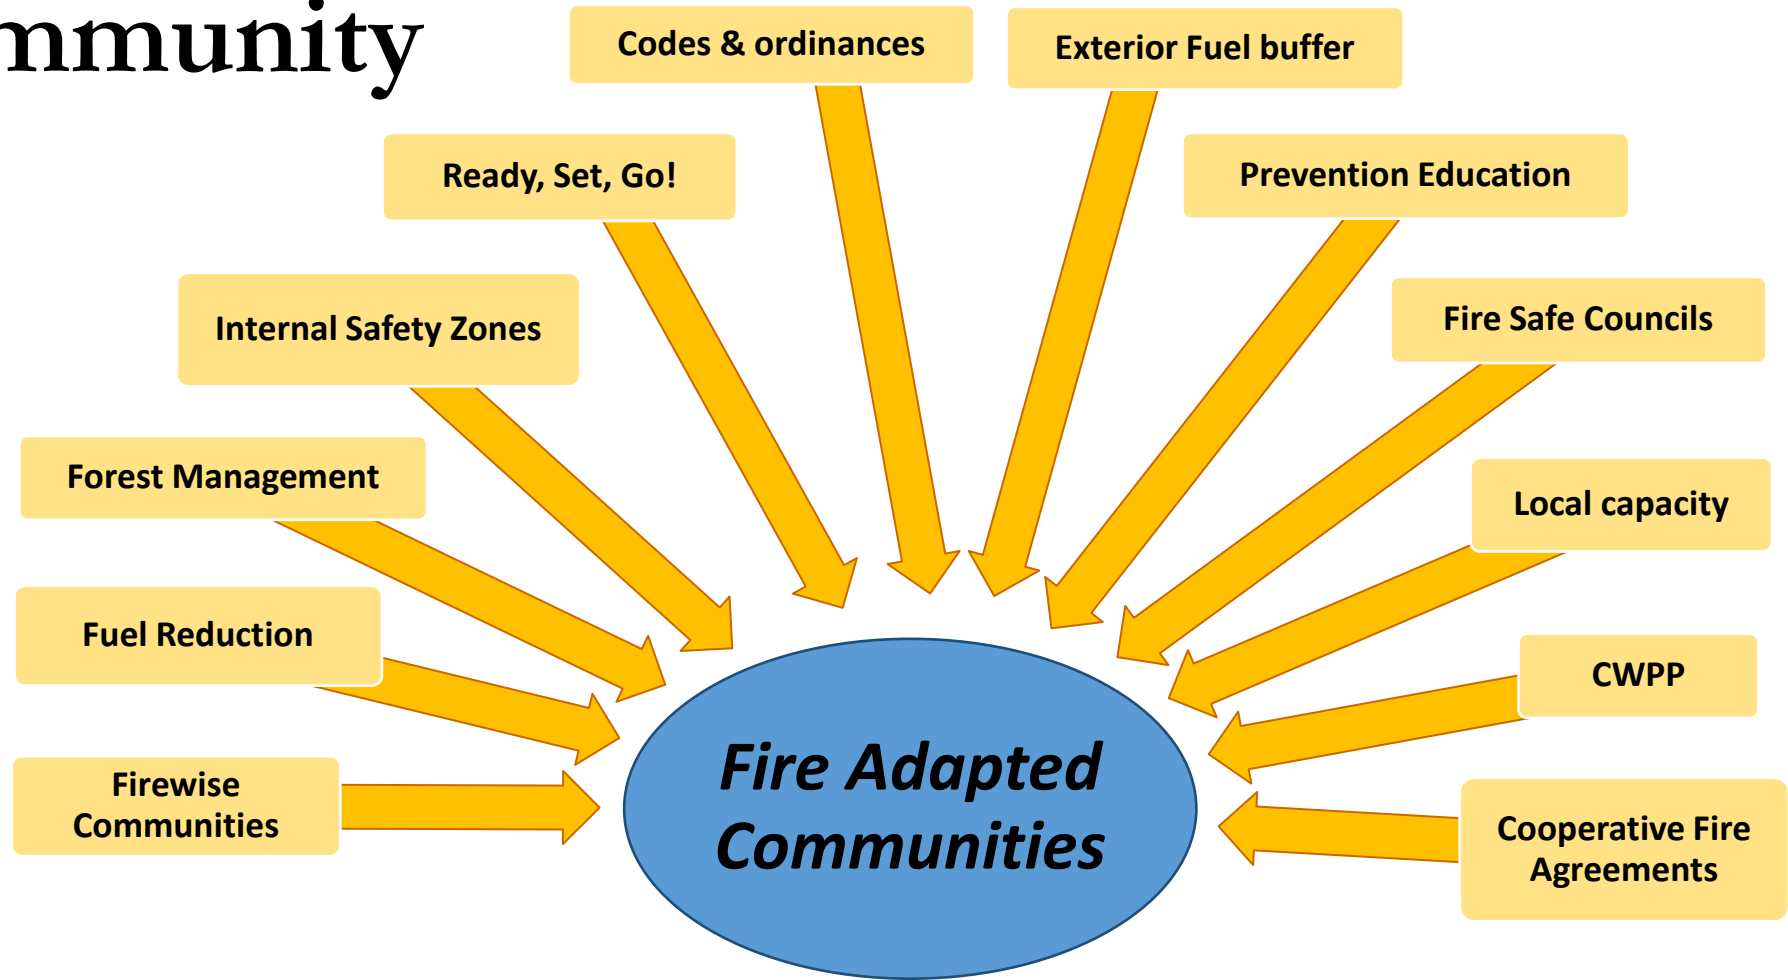 mmunity
Codes & ordinances
Exterior Fuel buffer
Ready, Set, Go!
Prevention Education
Internal Safety Zones
Fire Safe Councils
Forest Management
Local capacity
Fuel Reduction
CWPP
Firewise
Communities
Fire Adapted
Communities
Cooperative Fire
Agreements